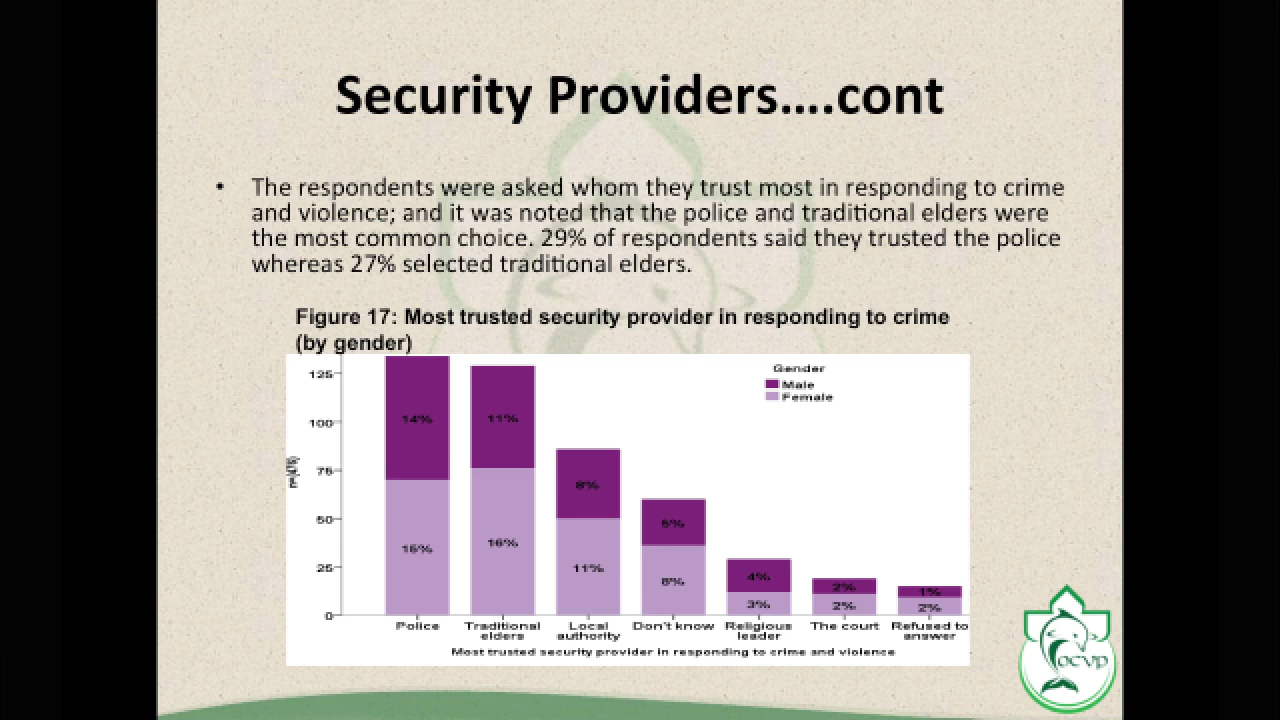 Security Providers....cont
• The respondents were asked whom they trust most in responding to crime
and violence; and it was noted that the police and traditional elders were
the most common choice. 29% of respondents said they trusted the police
whereas 27% selected traditional elders.
Figure 17: Most trusted security provider in responding to crime
(by gender)
Gender
Male
Female
125
100
75
50
25
0
14%
15%
11%
16%
8%
11%
5%
8%
4%
3%
2%
2%
1%
2%
Police
Traditional
elders
Local
authority
Don't know
Religious
leader
The court
Refused to
answer
Most trusted security provider in responding to crime and violence
OCVP